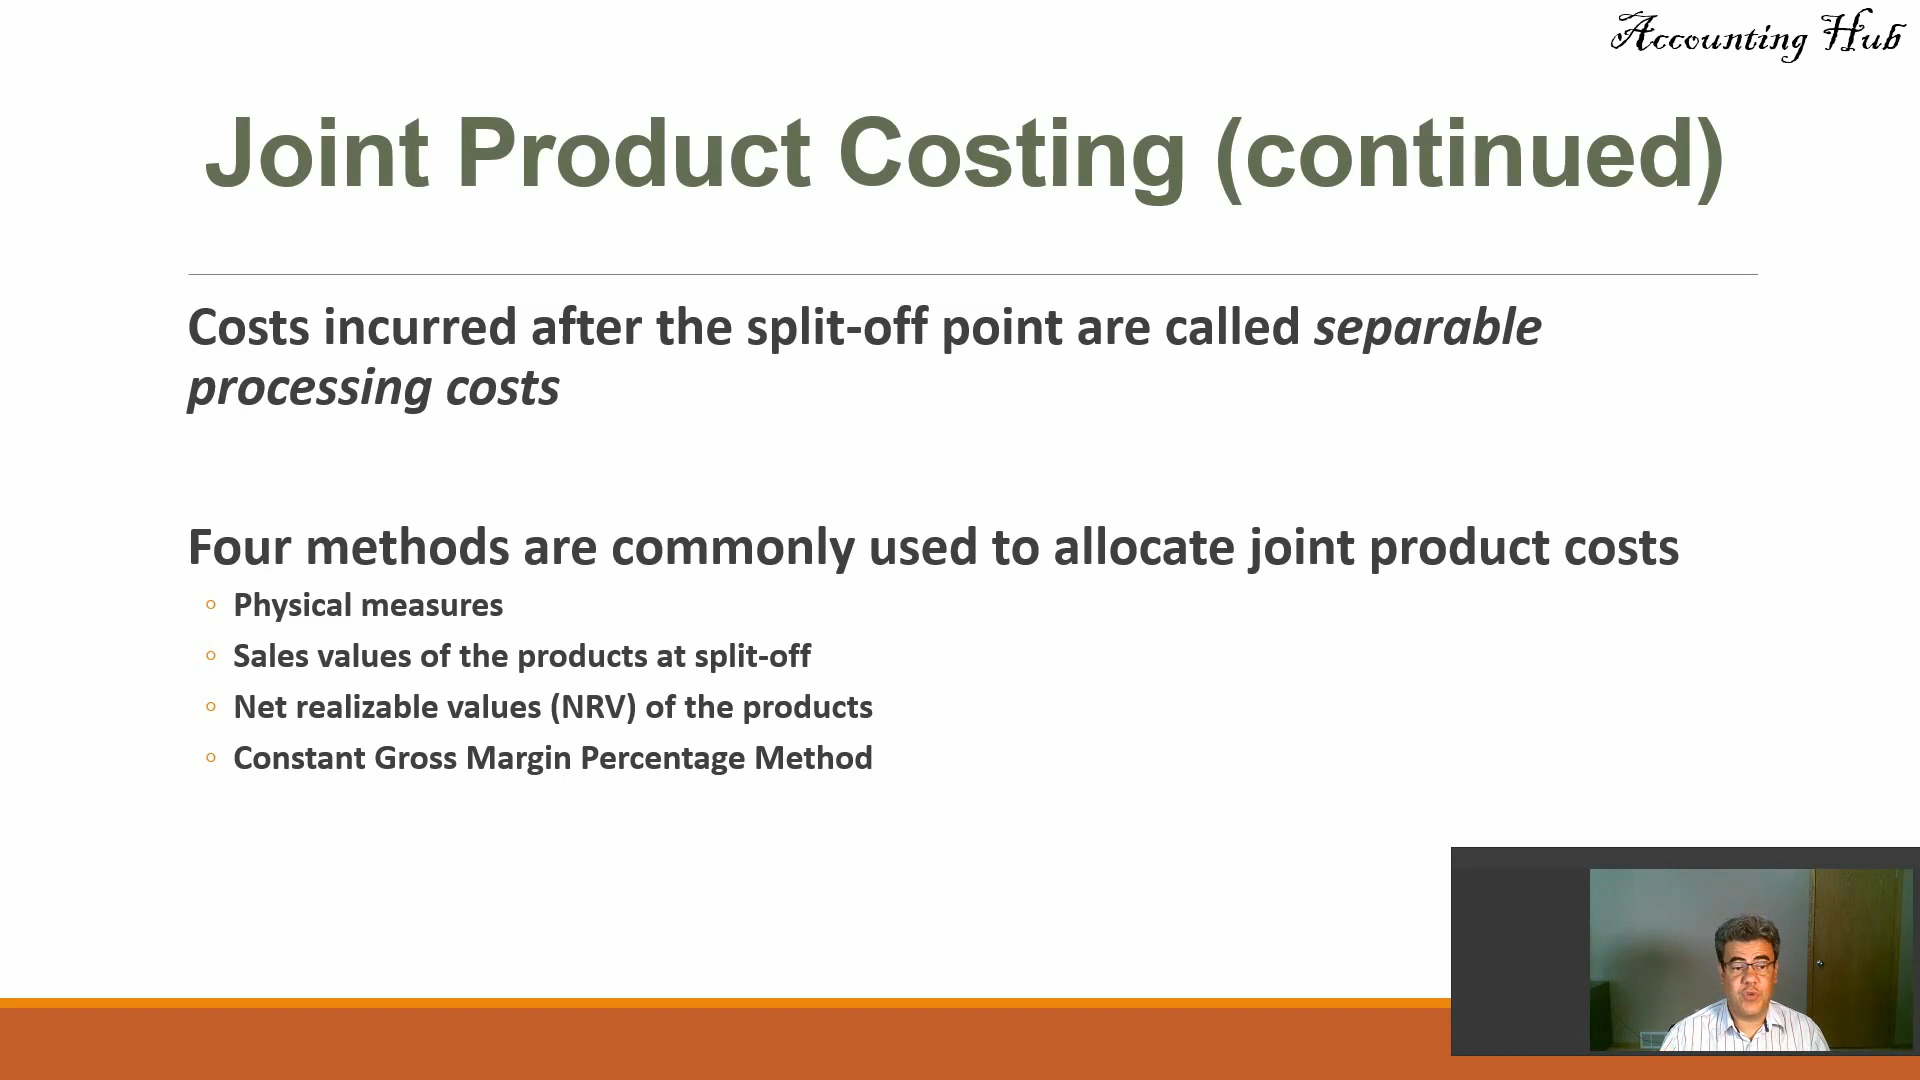 Accounting Hub
Joint Product Costing (continued)
Costs incurred after the split-off point are called separable
processing costs
Four methods are commonly used to allocate joint product costs
◦ Physical measures
◦ Sales values of the products at split-off
◦ Net realizable values (NRV) of the products
◦ Constant Gross Margin Percentage Method